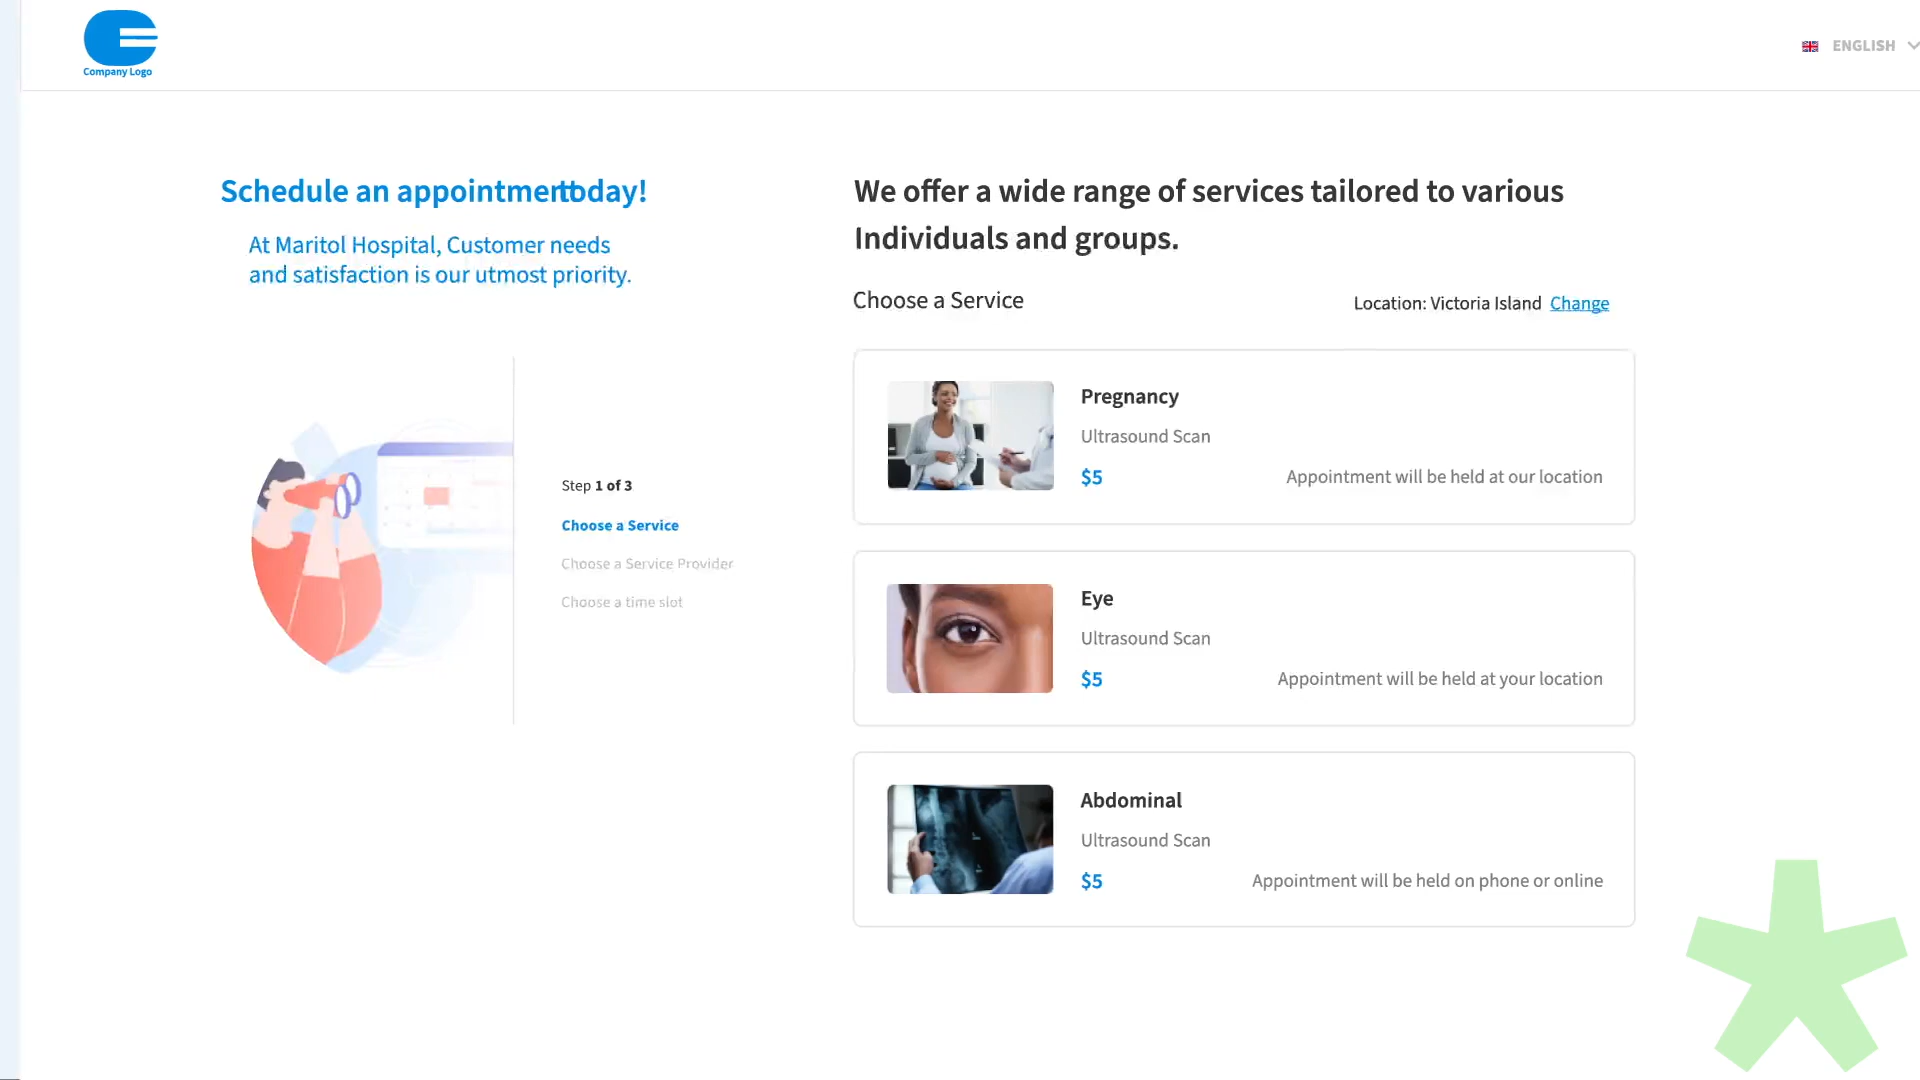 Company Logo
ENGLISH
Schedule an appointmenttoday!
At Maritol Hospital, Customer needs
and satisfaction is our utmost priority.
Step 1 of 3
Choose a Service
Choose a Service Provider
Choose a time slot
We offer a wide range of services tailored to various
Individuals and groups.
Choose a Service
Location: Victoria Island Change
Pregnancy
Ultrasound Scan
$5 Appointment will be held at our location
Eye
Ultrasound Scan
$5 Appointment will be held at your location
Abdominal
Ultrasound Scan
$5 Appointment will be held on phone or online